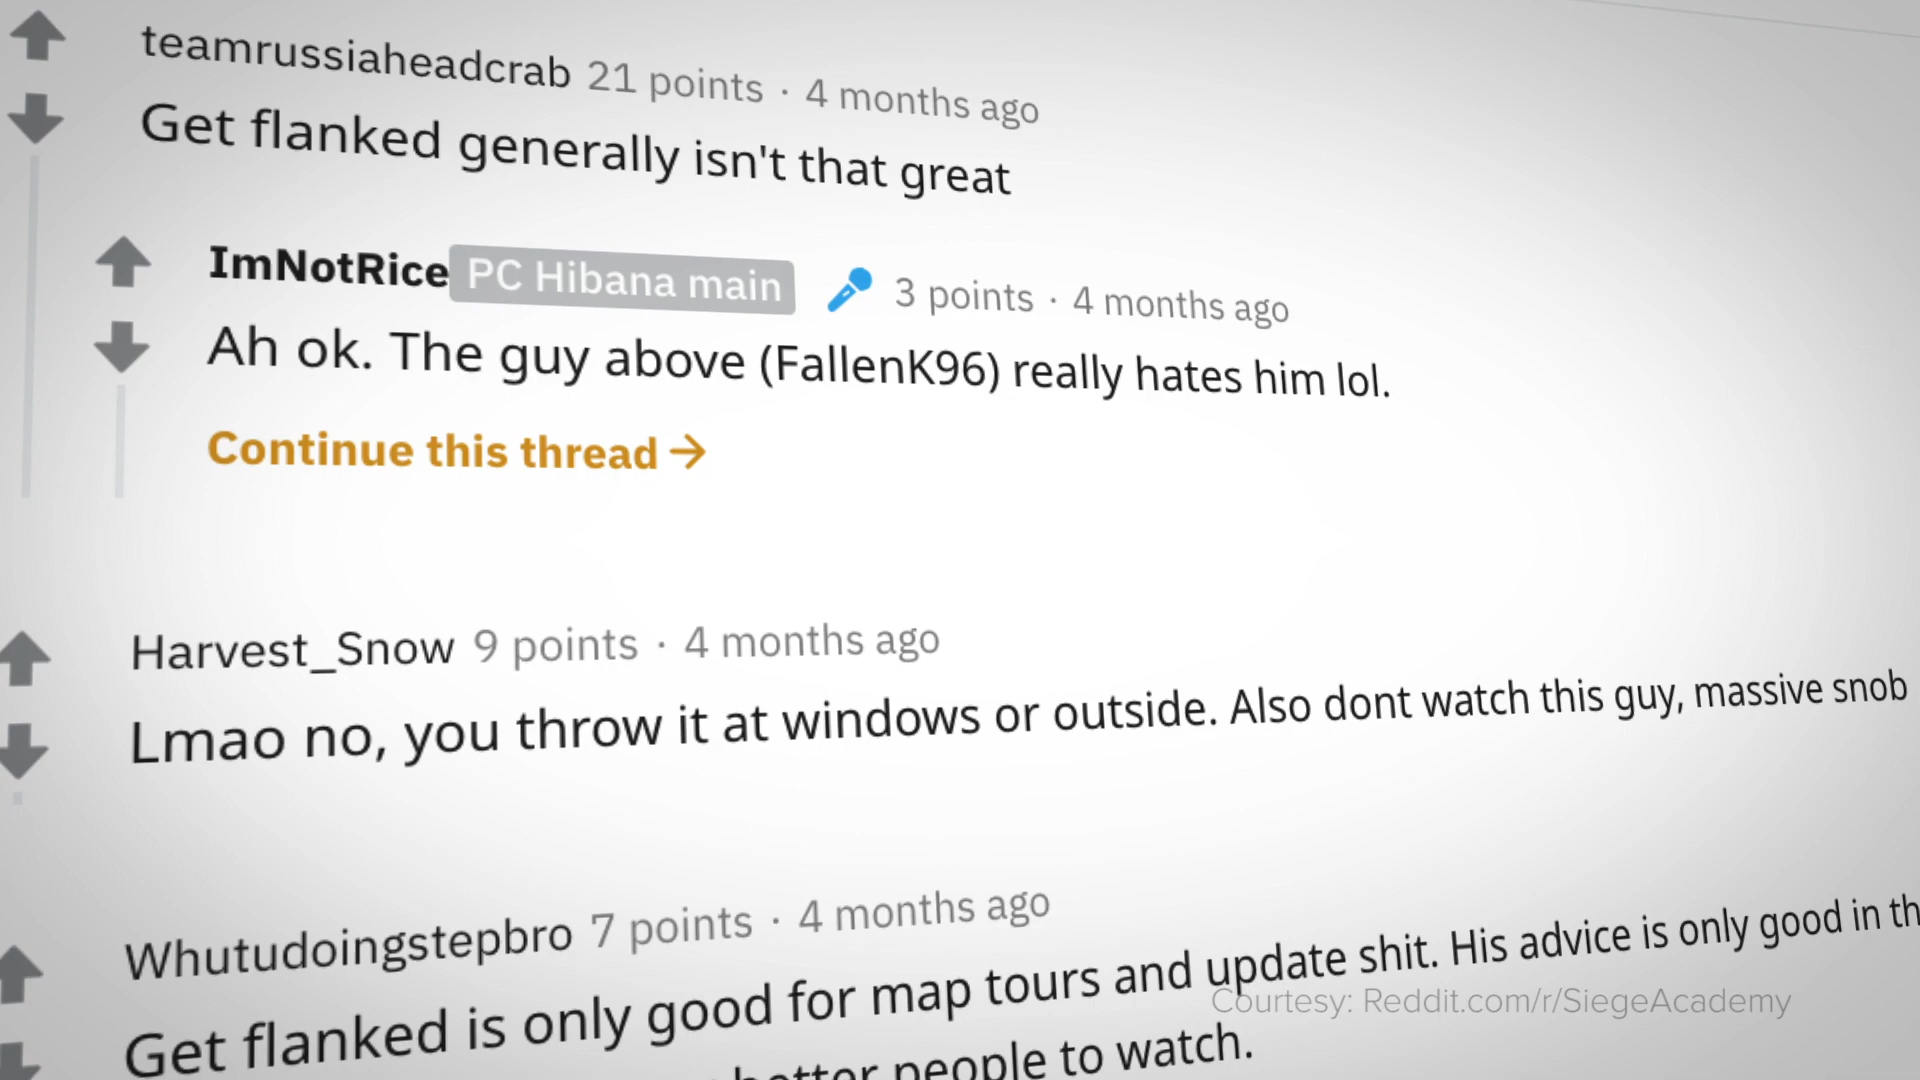 teamrussiaheadcrab 21 points · 4 months ago
Get flanked generally isn't that great
ImNotRice PC Hibana main 3 points · 4 months ago
Ah ok. The guy above (FallenK96) really hates him lol.
Continue this thread →
Harvest_Snow 9 points · 4 months ago
Lmao no, you throw it at windows or outside. Also dont watch this guy, massive snob
Whutudoingstepbro 7 points · 4 months ago
Get flanked is only good for map tours and update shit. His advice is only good in
Courtesy: Reddit.com/r/SiegeAcademy
better people to watch.